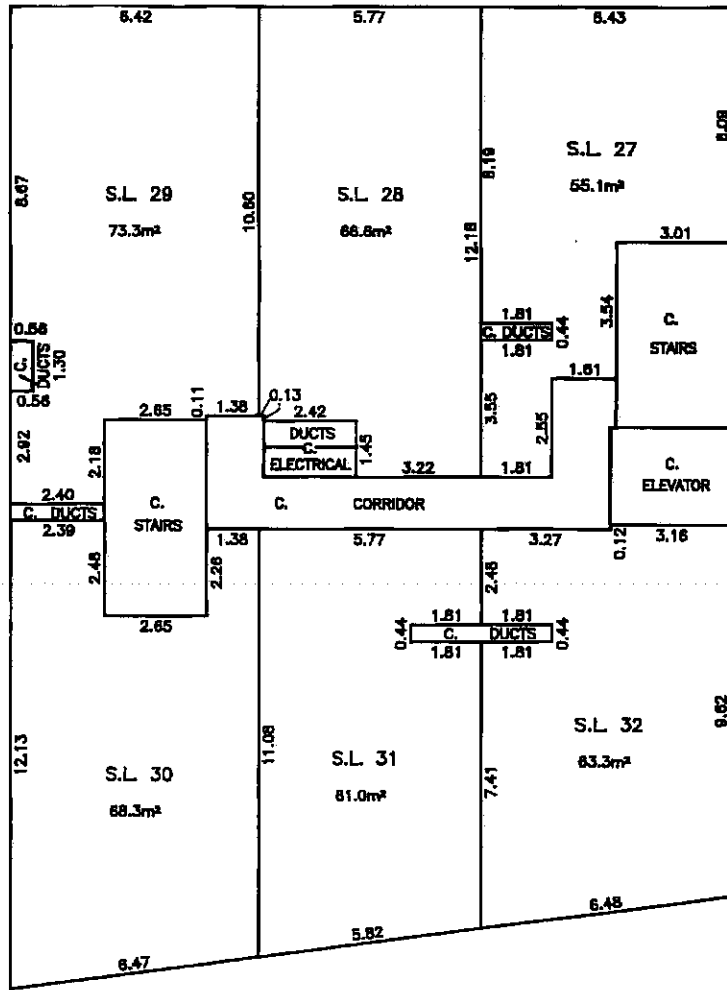 6.42
5.77
6.43
6.09
S.L. 27
55.1m²
8.19
8.67
S.L. 29
73.3m²
10.60
S.L. 28
66.6m²
12.18
3.01
3.54
C.
STAIRS
0.56
C.
DUCTS
1.30
0.56
1.81
C. DUCTS
0.44
1.81
1.61
2.92
2.18
2.65
0.11
1.38
0.13
2.42
DUCTS
C.
ELECTRICAL
1.45
3.55
2.55
3.22
1.81
C.
ELEVATOR
2.40
C. DUCTS
2.39
C.
STAIRS
C. CORRIDOR
2.48
1.38
2.26
5.77
3.27
0.12
3.16
2.65
2.48
0.44
1.81
1.81
C. DUCTS
0.44
1.81
1.81
12.13
11.08
S.L. 32
63.3m²
9.62
S.L. 31
61.0m²
7.41
S.L. 30
68.3m²
6.48
5.82
6.47